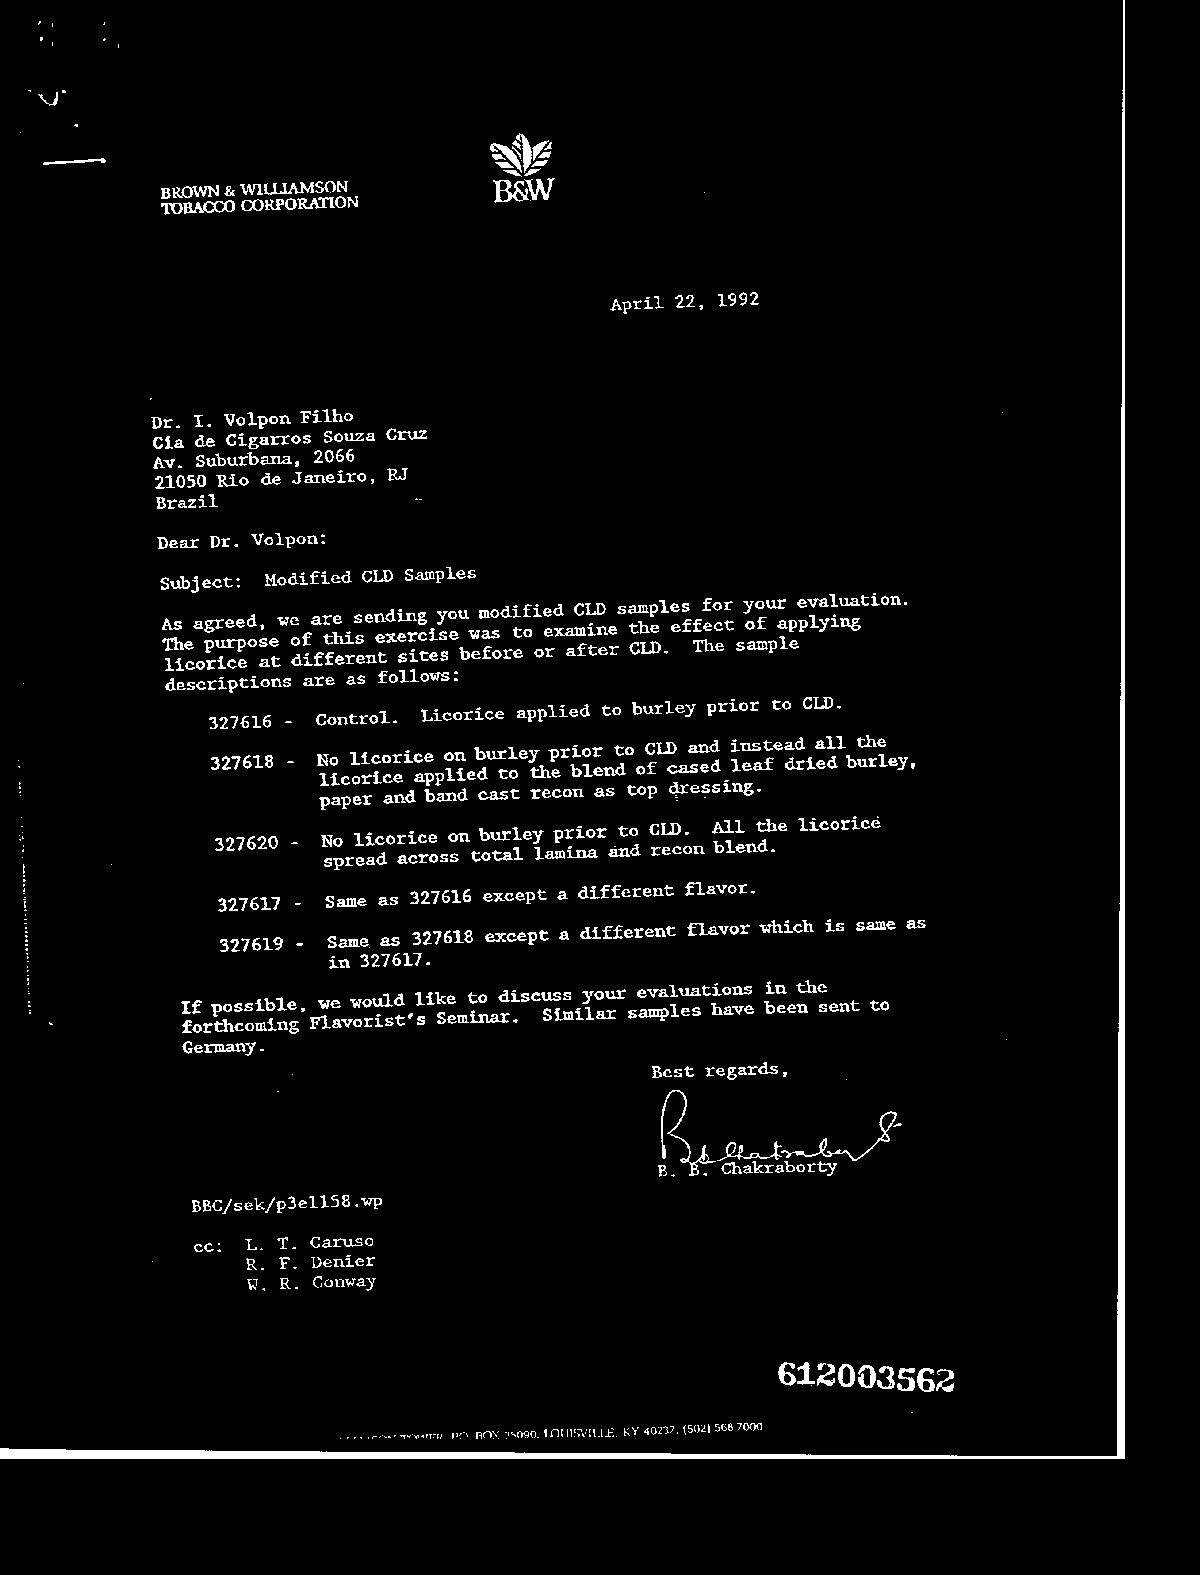 BROWN & WILLIAMSON
TOBACCO CORPORATION
B&W
April 22, 1992
Dr. I. Volpon Filho
Cia de Cigarros Souza Cruz
Av. Suburbana, 2066
21050 Rio de Janeiro, RJ
Brazil
Dear Dr. Volpon:
Subject: Modified CLD Samples
As agreed, we are sending you modified CLD samples for your evaluation.
The purpose of this exercise was to examine the effect of applying
licorice at different sites before or after CLD. The sample
descriptions are as follows:
327616 - Control. Licorice applied to burley prior to CLD.
327618 - No licorice on burley prior to CLD and instead all the
licorice applied to the blend of cased leaf dried burley,
paper and band cast recon as top dressing.
327620 - No licorice on burley prior to CLD. All the licorice
spread across total lamina and recon blend.
327617 - Same as 327616 except a different flavor.
327619 - Same as 327618 except a different flavor which is same as
in 327617.
If possible, we would like to discuss your evaluations in the
forthcoming Flavorist's Seminar. Similar samples have been sent to
Germany.
Best regards,
B. B. Chakraborty
BBC/sek/p3e1158.wp
cc: L. T. Caruso
R. F. Denier
W. R. Conway
612003562
P.O. BOX 35090, LOUISVILLE, KY 40232, (502) 568-7000